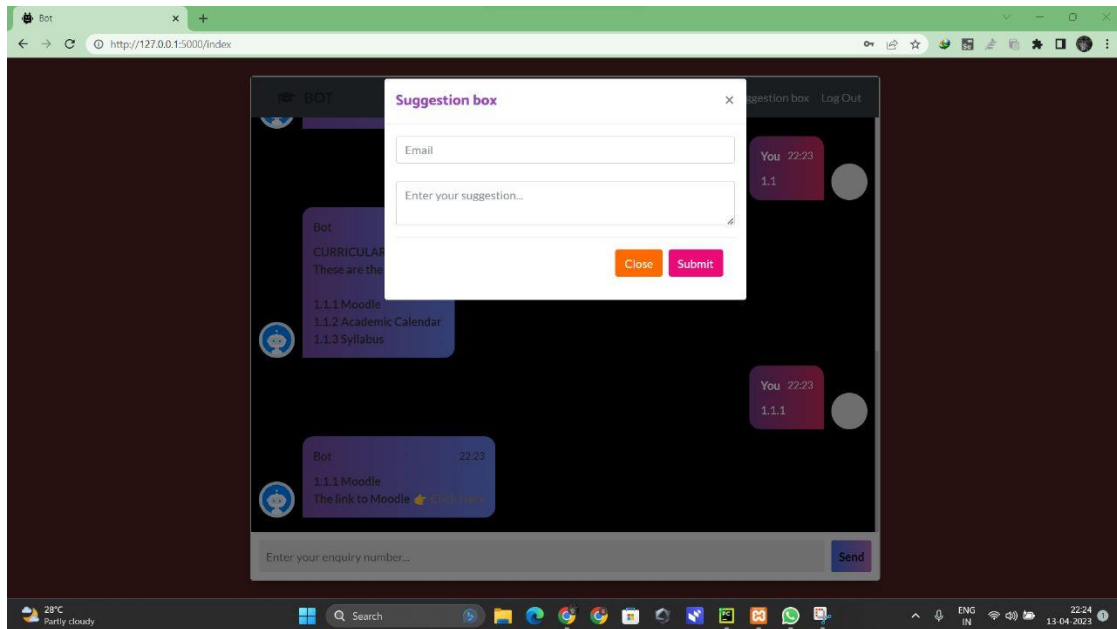 Bot
http://127.0.0.1:5000/index
BOT
Suggestion box
ggestion box Log Out
Email
You 22:23
1.1
Enter your suggestion...
Bot
CURRICULAR
These are the
Close
Submit
1.1.1 Moodle
1.1.2 Academic Calendar
1.1.3 Syllabus
You 22:23
1.1.1
Bot 22:23
1.1.1 Moodle
The link to Moodle 👉 Click Here
Enter your enquiry number...
Send
28°C
Partly cloudy
Search
ENG
IN
22:24
13-04-2023